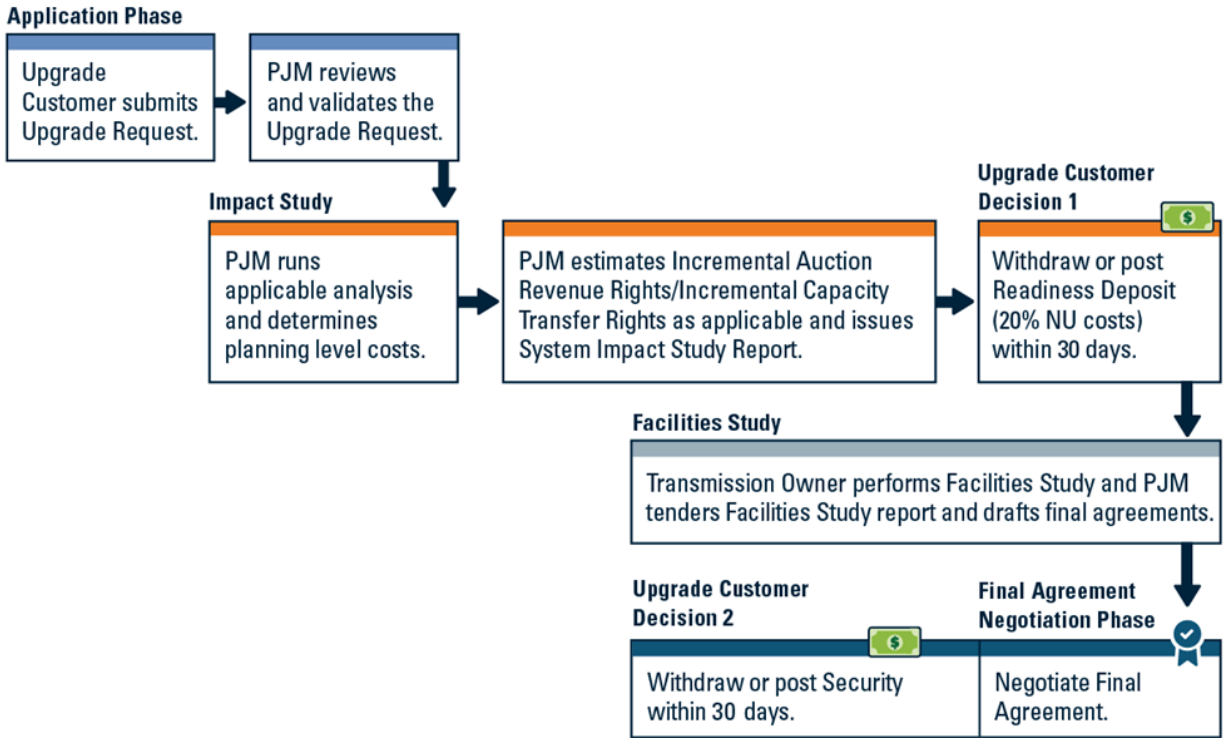 Application Phase
Upgrade
Customer submits
Upgrade Request.
PJM reviews
and validates the
Upgrade Request.
Impact Study
PJM runs
applicable analysis
and determines
planning level costs.
PJM estimates Incremental Auction
Revenue Rights/Incremental Capacity
Transfer Rights as applicable and issues
System Impact Study Report.
Upgrade Customer
Decision 1
$
Withdraw or post
Readiness Deposit
(20% NU costs)
within 30 days.
Facilities Study
Transmission Owner performs Facilities Study and PJM
tenders Facilities Study report and drafts final agreements.
Upgrade Customer
Decision 2
$
Withdraw or post Security
within 30 days.
Final Agreement
Negotiation Phase
Negotiate Final
Agreement.